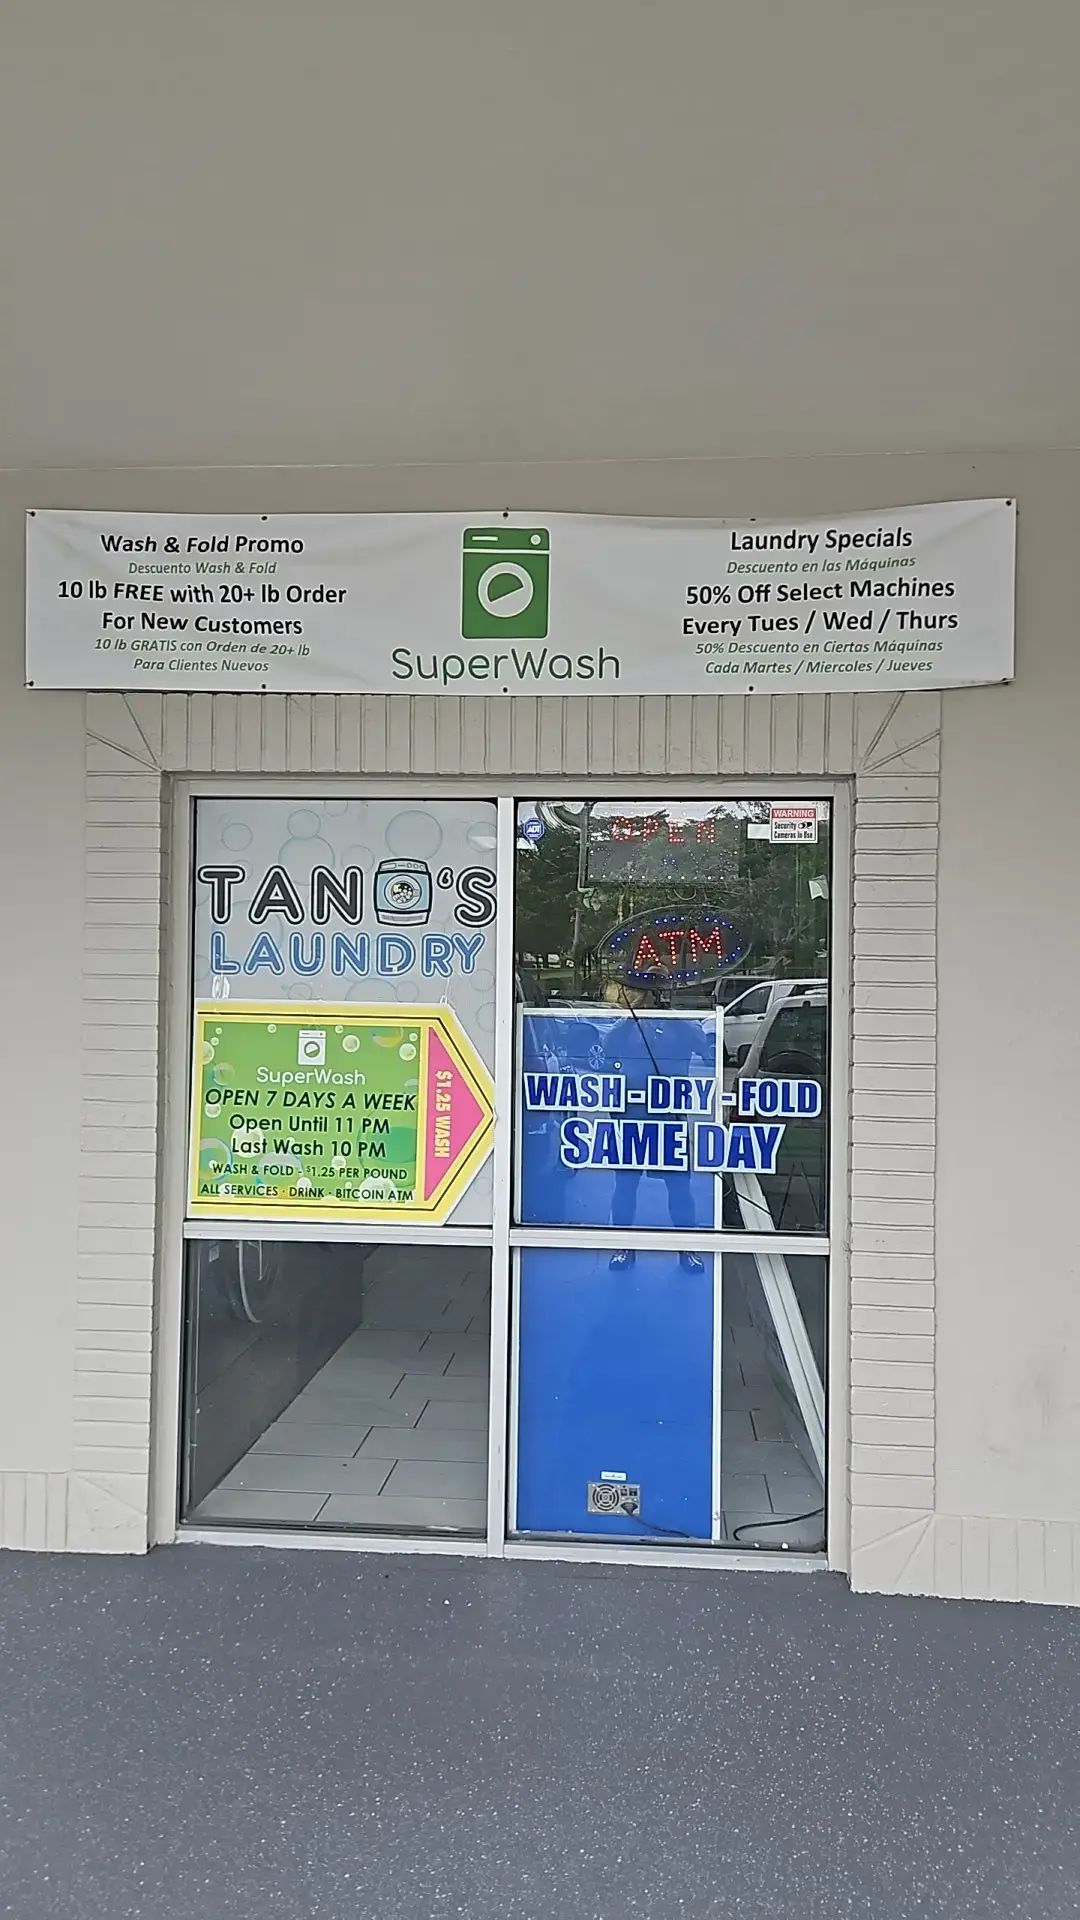 Wash & Fold Promo
Descuento Wash & Fold
10 lb FREE with 20+ lb Order
For New Customers
10 lb GRATIS con Orden de 20+ lb
Para Clientes Nuevos
SuperWash
Laundry Specials
Descuento en las Máquinas
50% Off Select Machines
Every Tues / Wed / Thurs
50% Descuento en Ciertas Máquinas
Cada Martes / Miercoles / Jueves
TANO'S
LAUNDRY
SuperWash
OPEN 7 DAYS A WEEK
Open Until 11 PM
Last Wash 10 PM
WASH & FOLD - $1.25 PER POUND
ALL SERVICES · DRINK · BITCOIN ATM
$1.25 WASH
ADT
OPEN
WARNING
Security
Cameras In Use
ATM
WASH - DRY - FOLD
SAME DAY